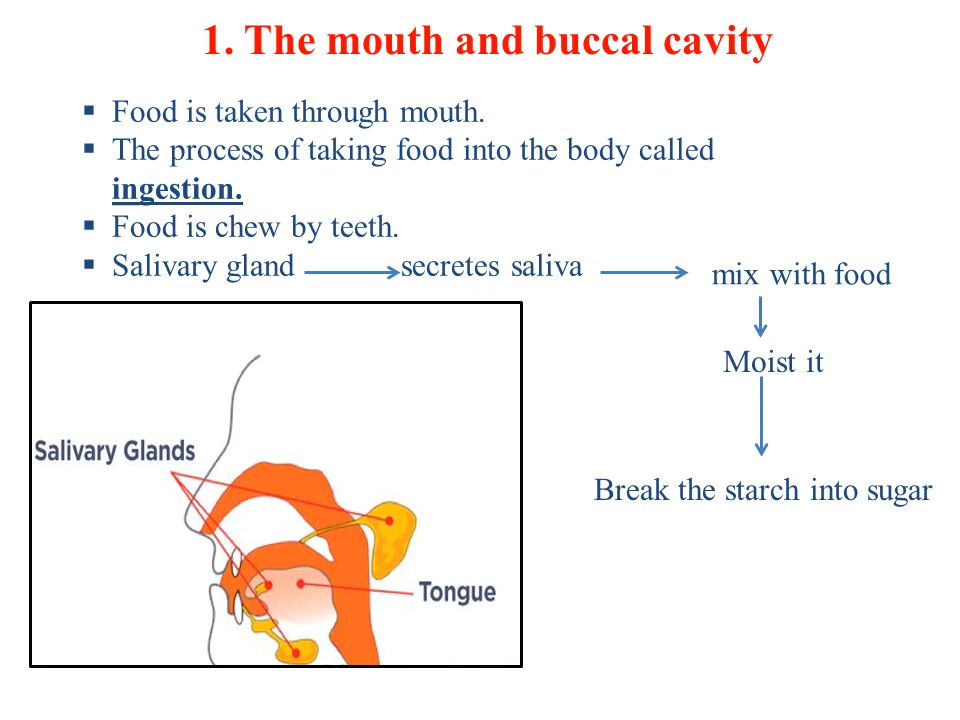 1. The mouth and buccal cavity
▪ Food is taken through mouth.
▪ The process of taking food into the body called
ingestion.
▪ Food is chew by teeth.
▪ Salivary gland secretes saliva mix with food
Moist it
Break the starch into sugar
Salivary Glands
Tongue